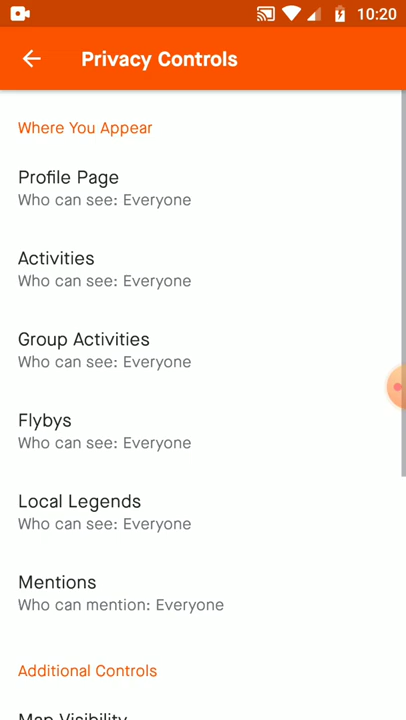 10:20
Privacy Controls
Where You Appear
Profile Page
Who can see: Everyone
Activities
Who can see: Everyone
Group Activities
Who can see: Everyone
Flybys
Who can see: Everyone
Local Legends
Who can see: Everyone
Mentions
Who can mention: Everyone
Additional Controls
Map Visibility